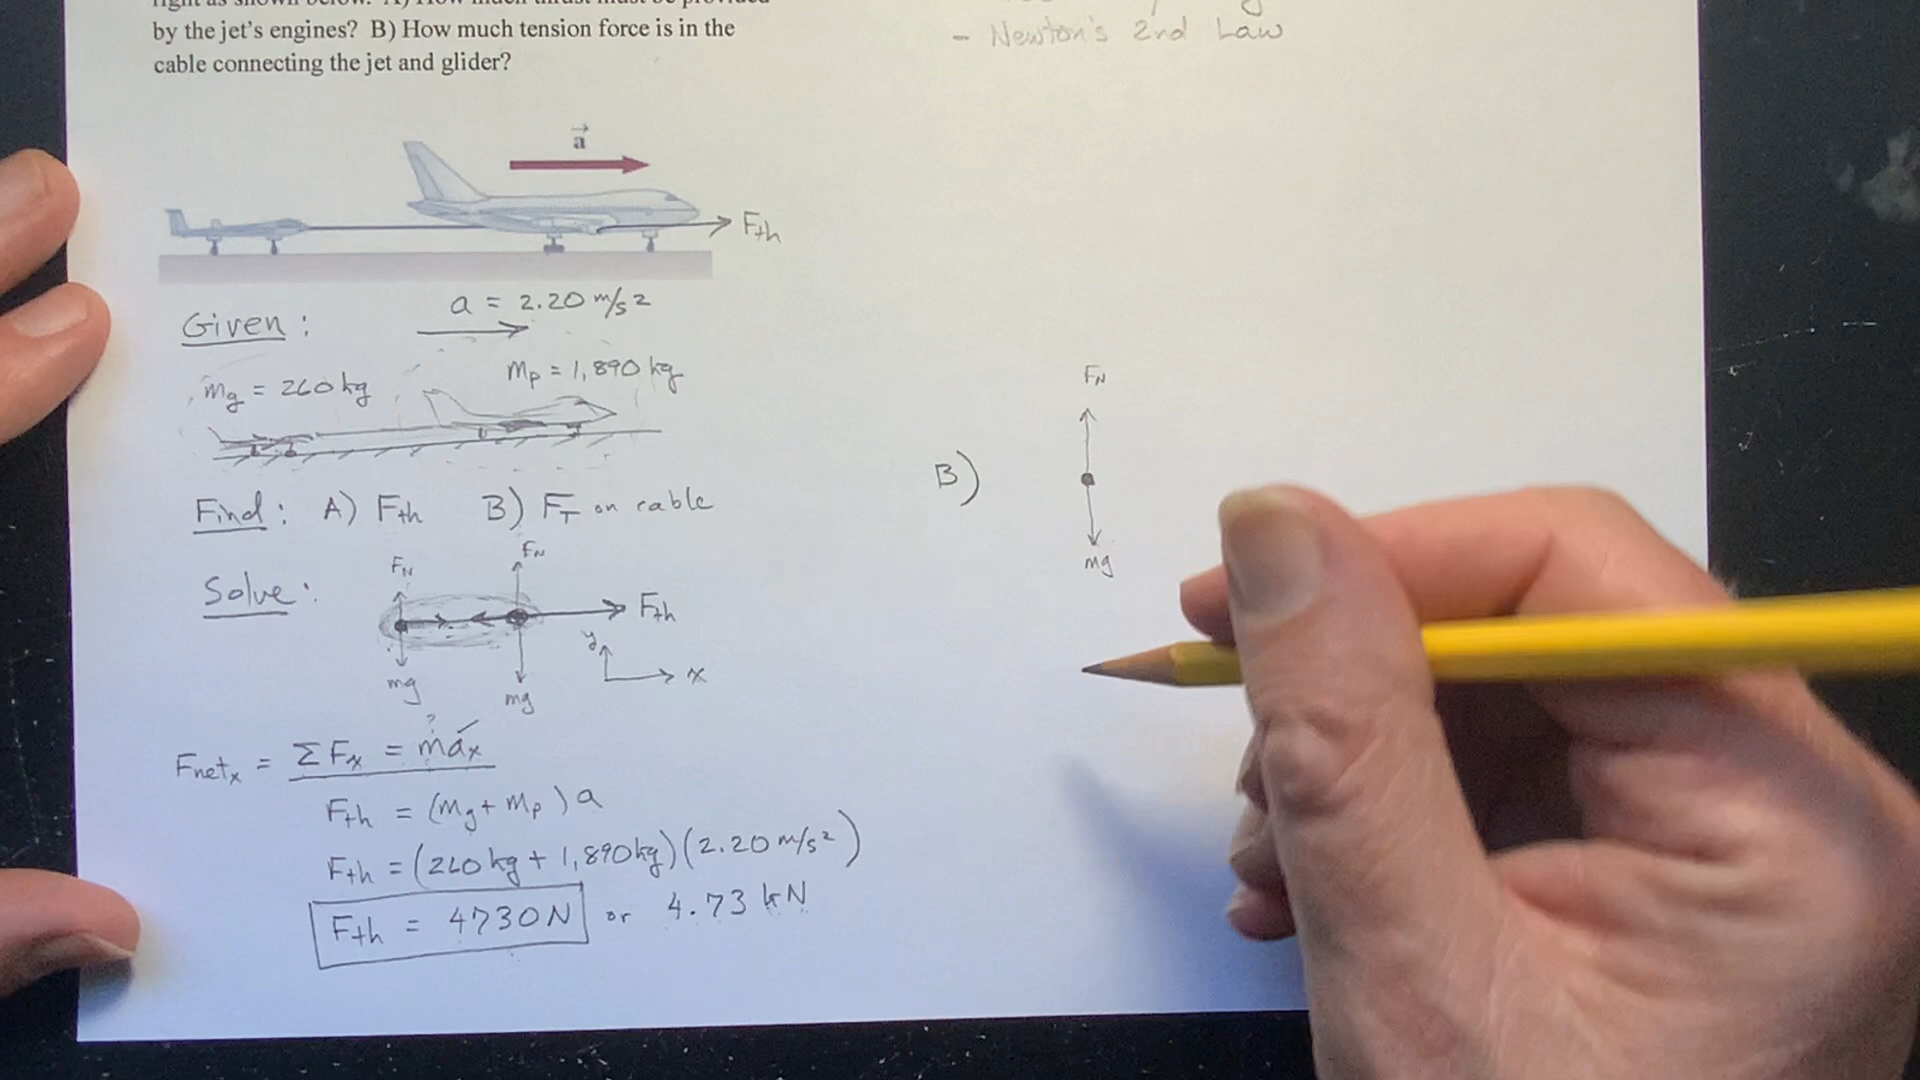 by the jet's engines? B) How much tension force is in the
cable connecting the jet and glider?
- Newton's 2nd Law
a
Fth
Given:
a = 2.20 m/s²
mg = 260 kg
mp = 1,890 kg
Find: A) Fth B) FT on cable
Solve:
FN
FN
Fth
y
x
mg
mg
?
Fnetx = ΣFx = max
Fth = (mg + mp)a
Fth = (260 kg + 1,890 kg)(2.20 m/s²)
Fth = 4730 N or 4.73 kN
B)
FN
mg